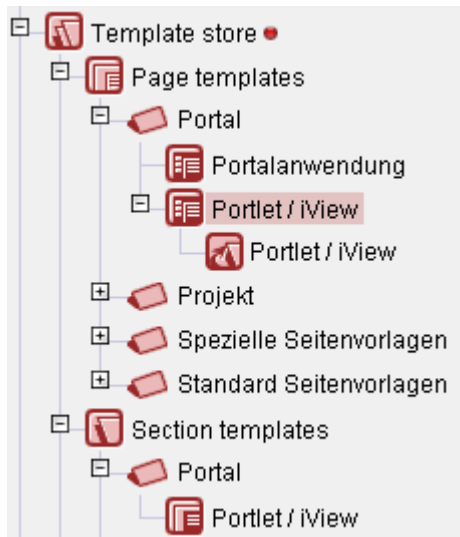 Template store
Page templates
Portal
Portalanwendung
Portlet / iView
Portlet / iView
Projekt
Spezielle Seitenvorlagen
Standard Seitenvorlagen
Section templates
Portal
Portlet / iView